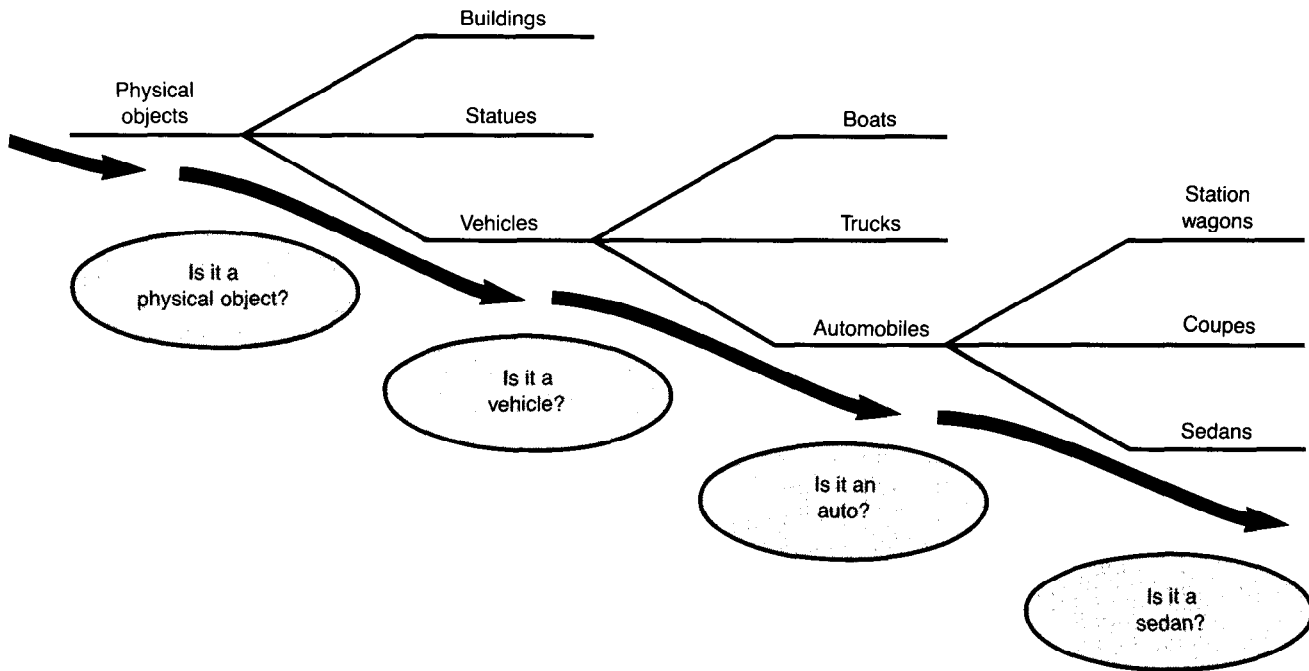 Buildings
Physical
objects
Statues
Boats
Vehicles
Trucks
Station
wagons
Is it a
physical object?
Automobiles
Coupes
Is it a
vehicle?
Sedans
Is it an
auto?
Is it a
sedan?